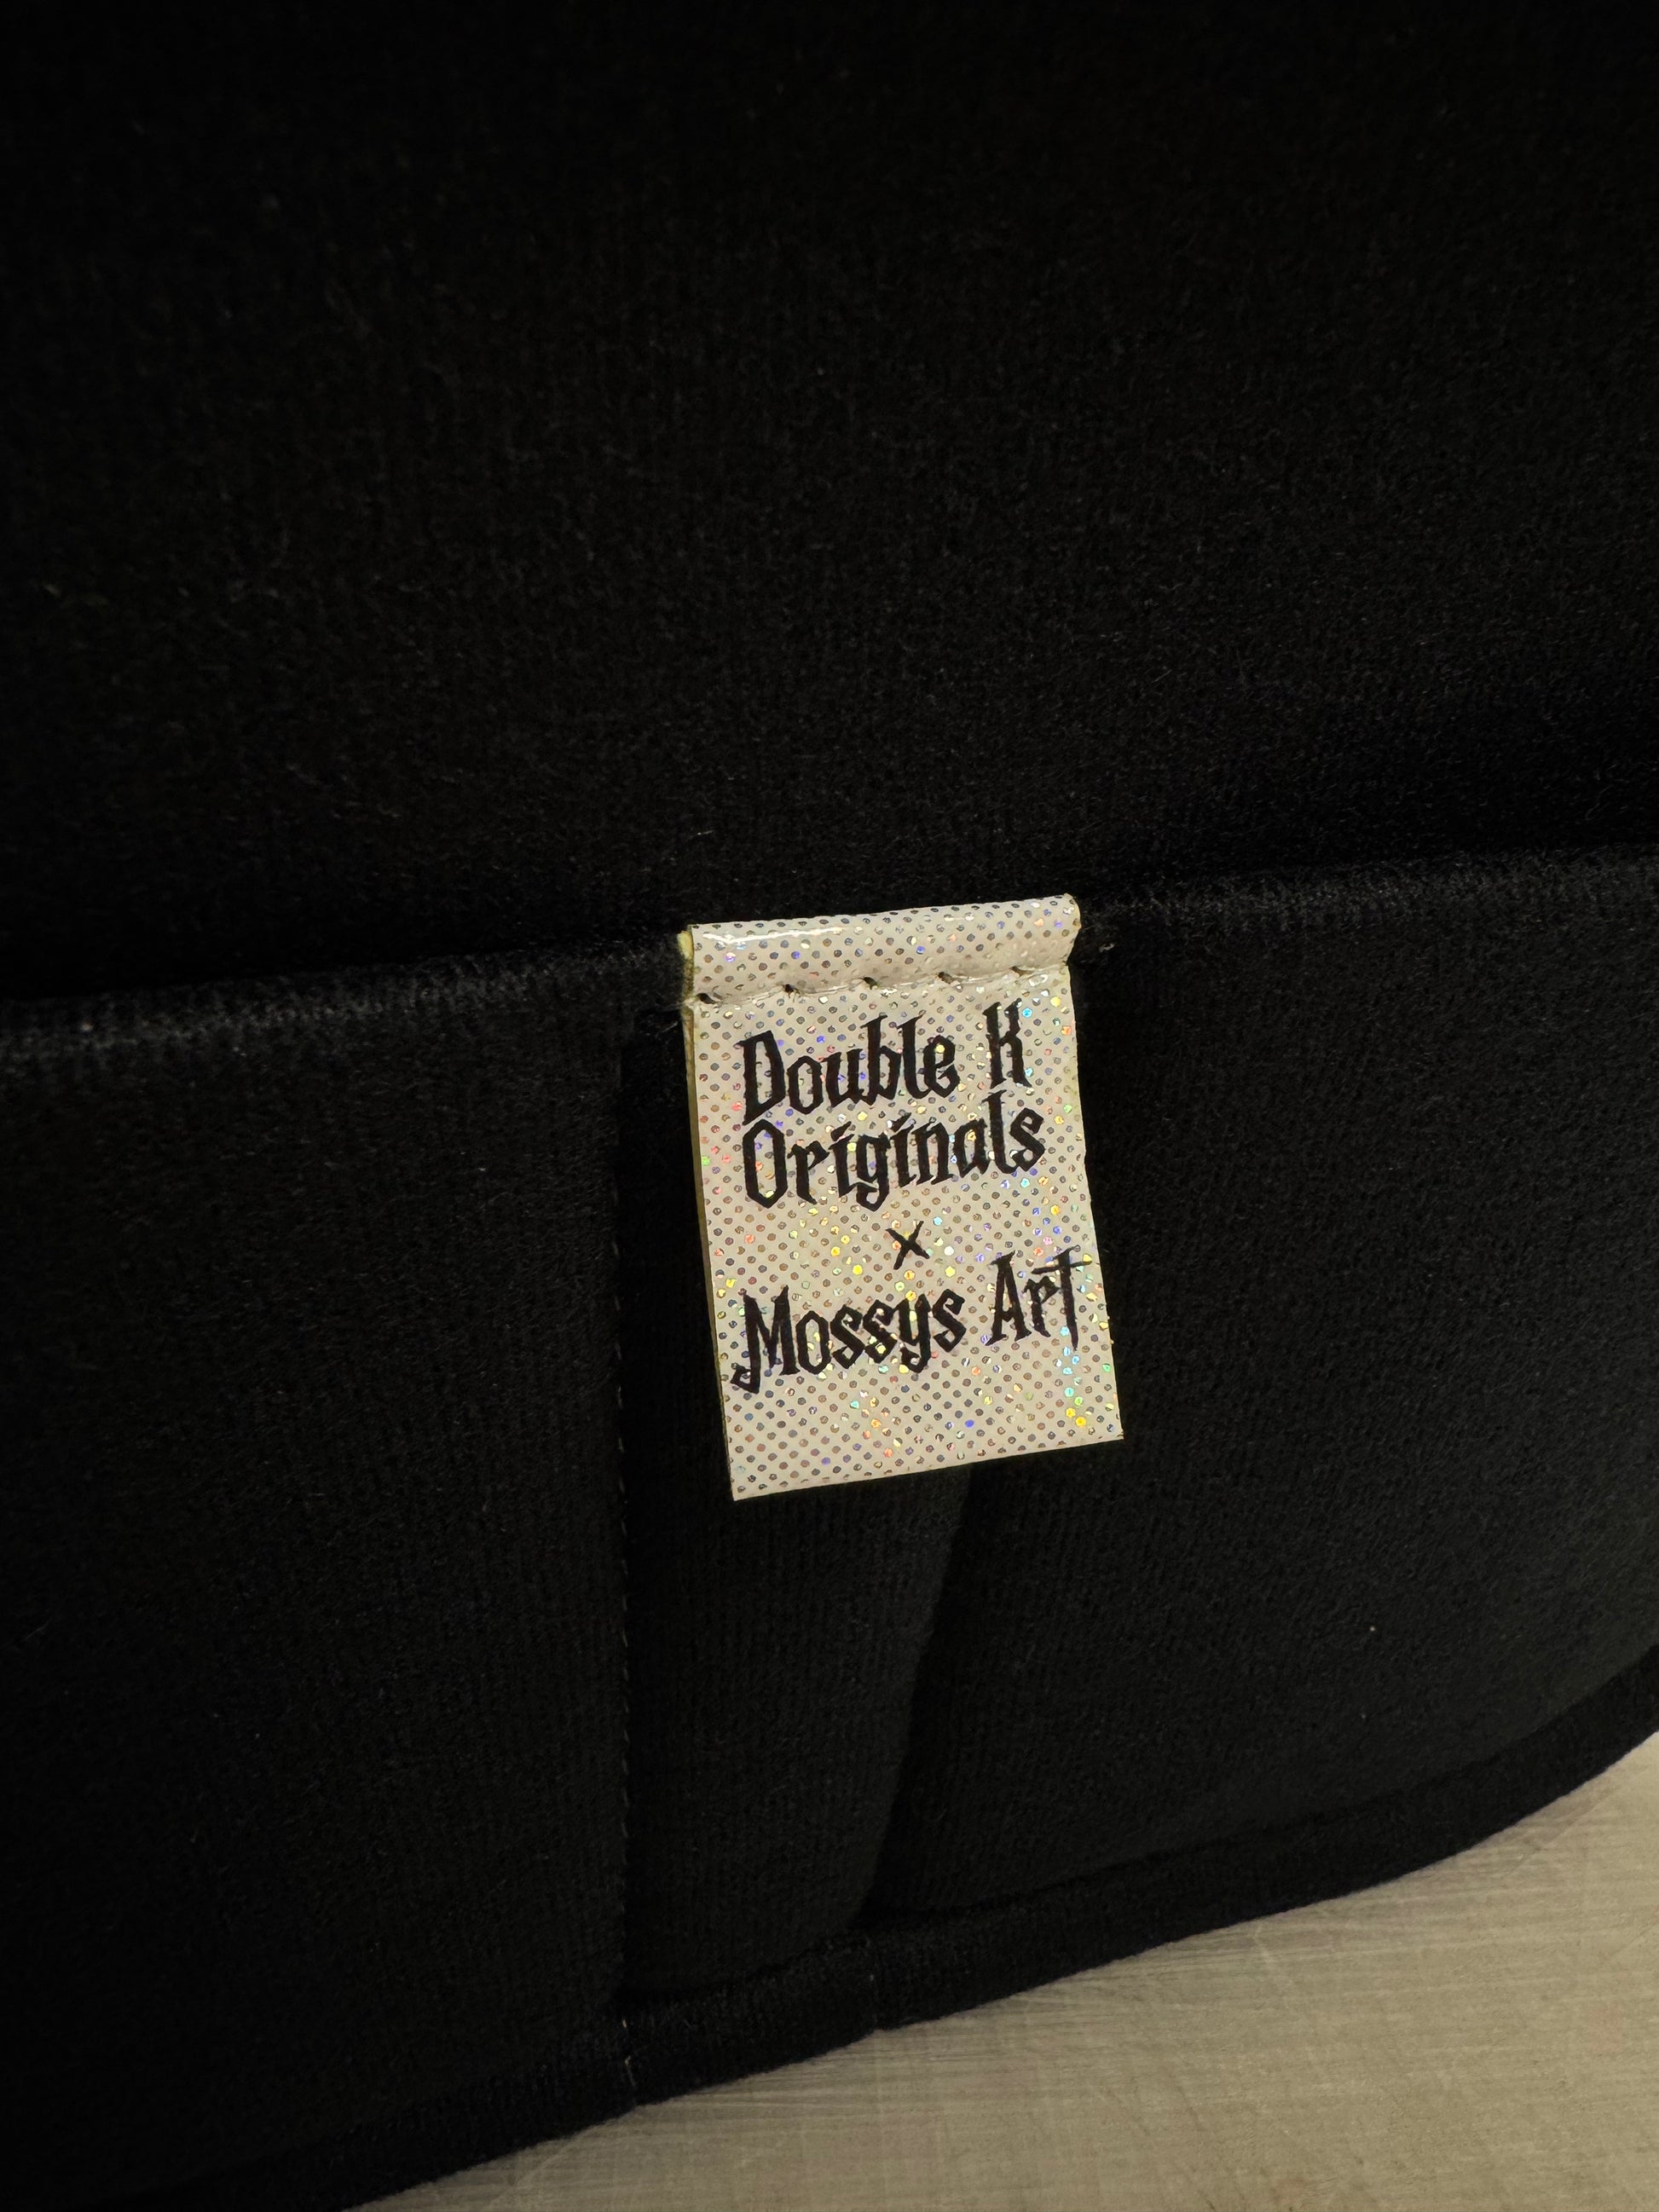 Double K
Originals
x
Mossys Art